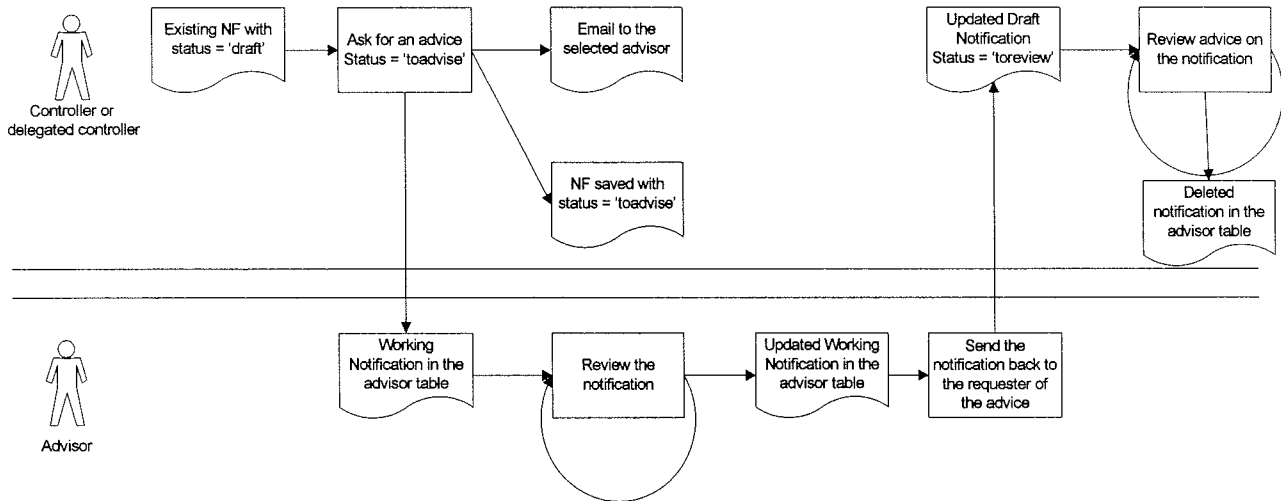 Existing NF with
status = 'draft'
Ask for an advice
Status = 'toadvise'
Email to the
selected advisor
Updated Draft
Notification
Status = 'toreview'
Review advice on
the notification
Controller or
delegated controller
NF saved with
status = 'toadvise'
Deleted
notification in the
advisor table
Working
Notification in the
advisor table
Review the
notification
Updated Working
Notification in the
advisor table
Send the
notification back to
the requester of
the advice
Advisor